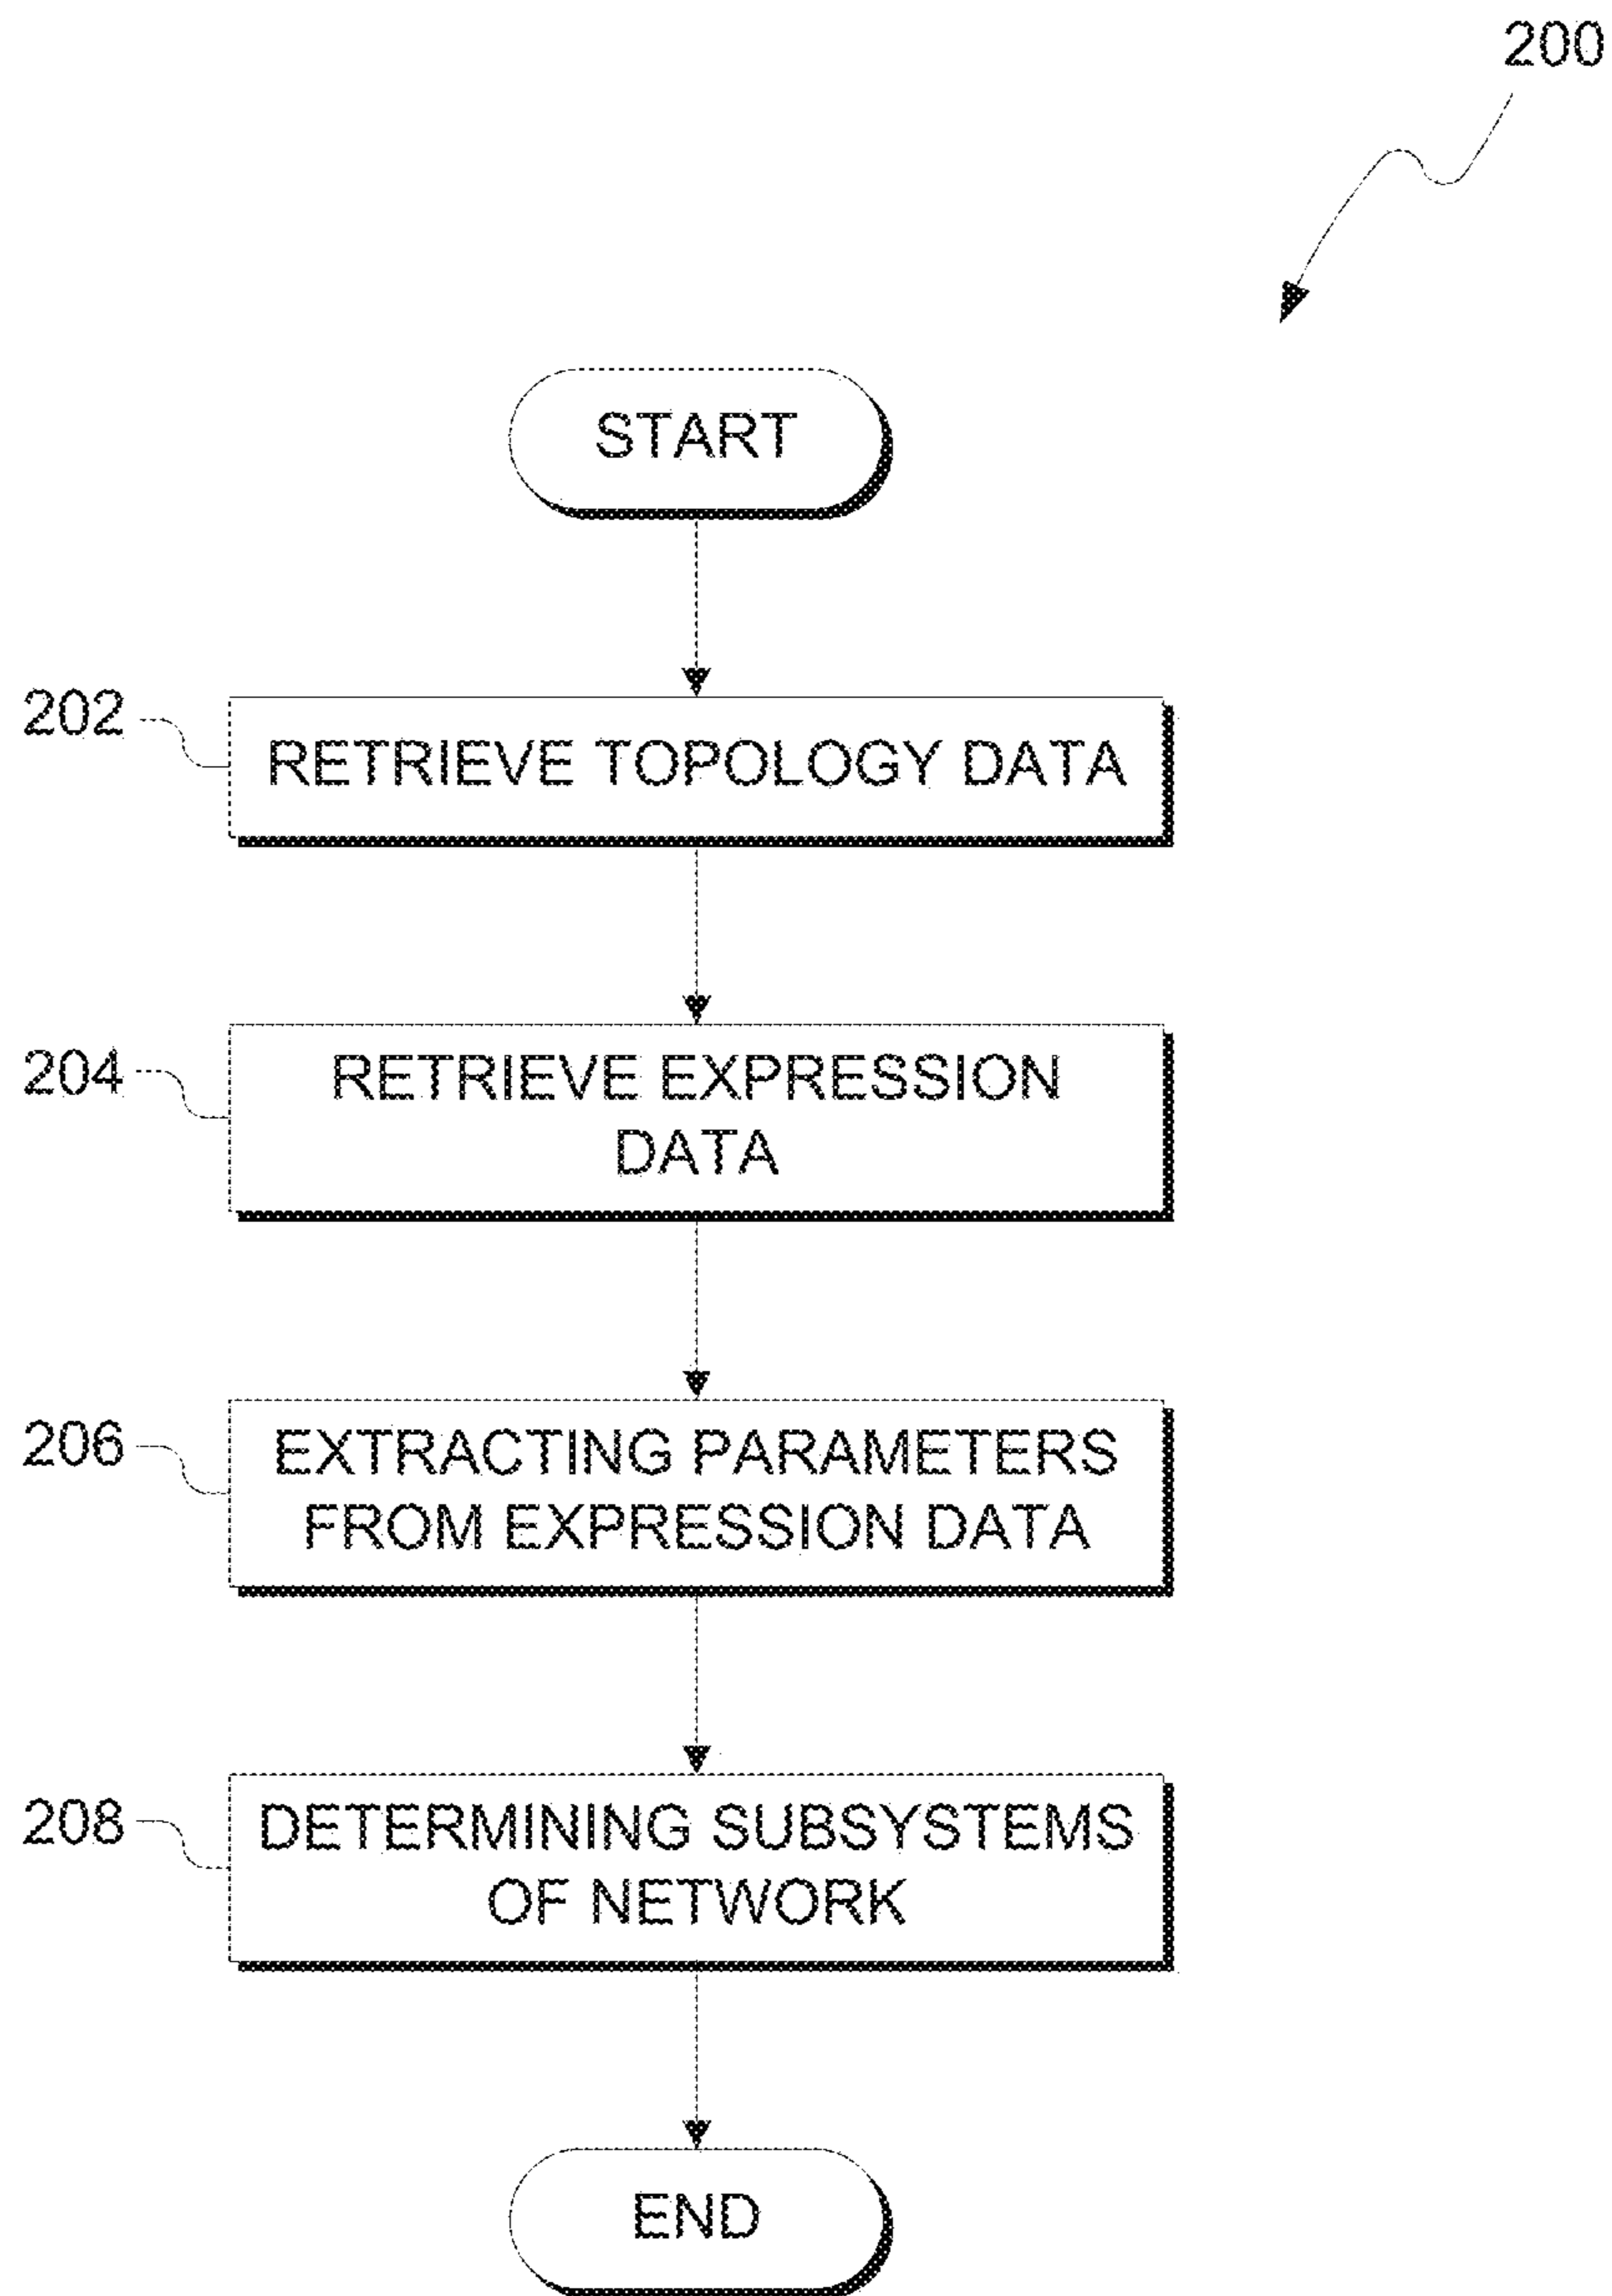 200
START
202
RETRIEVE TOPOLOGY DATA
204
RETRIEVE EXPRESSION
DATA
206
EXTRACTING PARAMETERS
FROM EXPRESSION DATA
208
DETERMINING SUBSYSTEMS
OF NETWORK
END